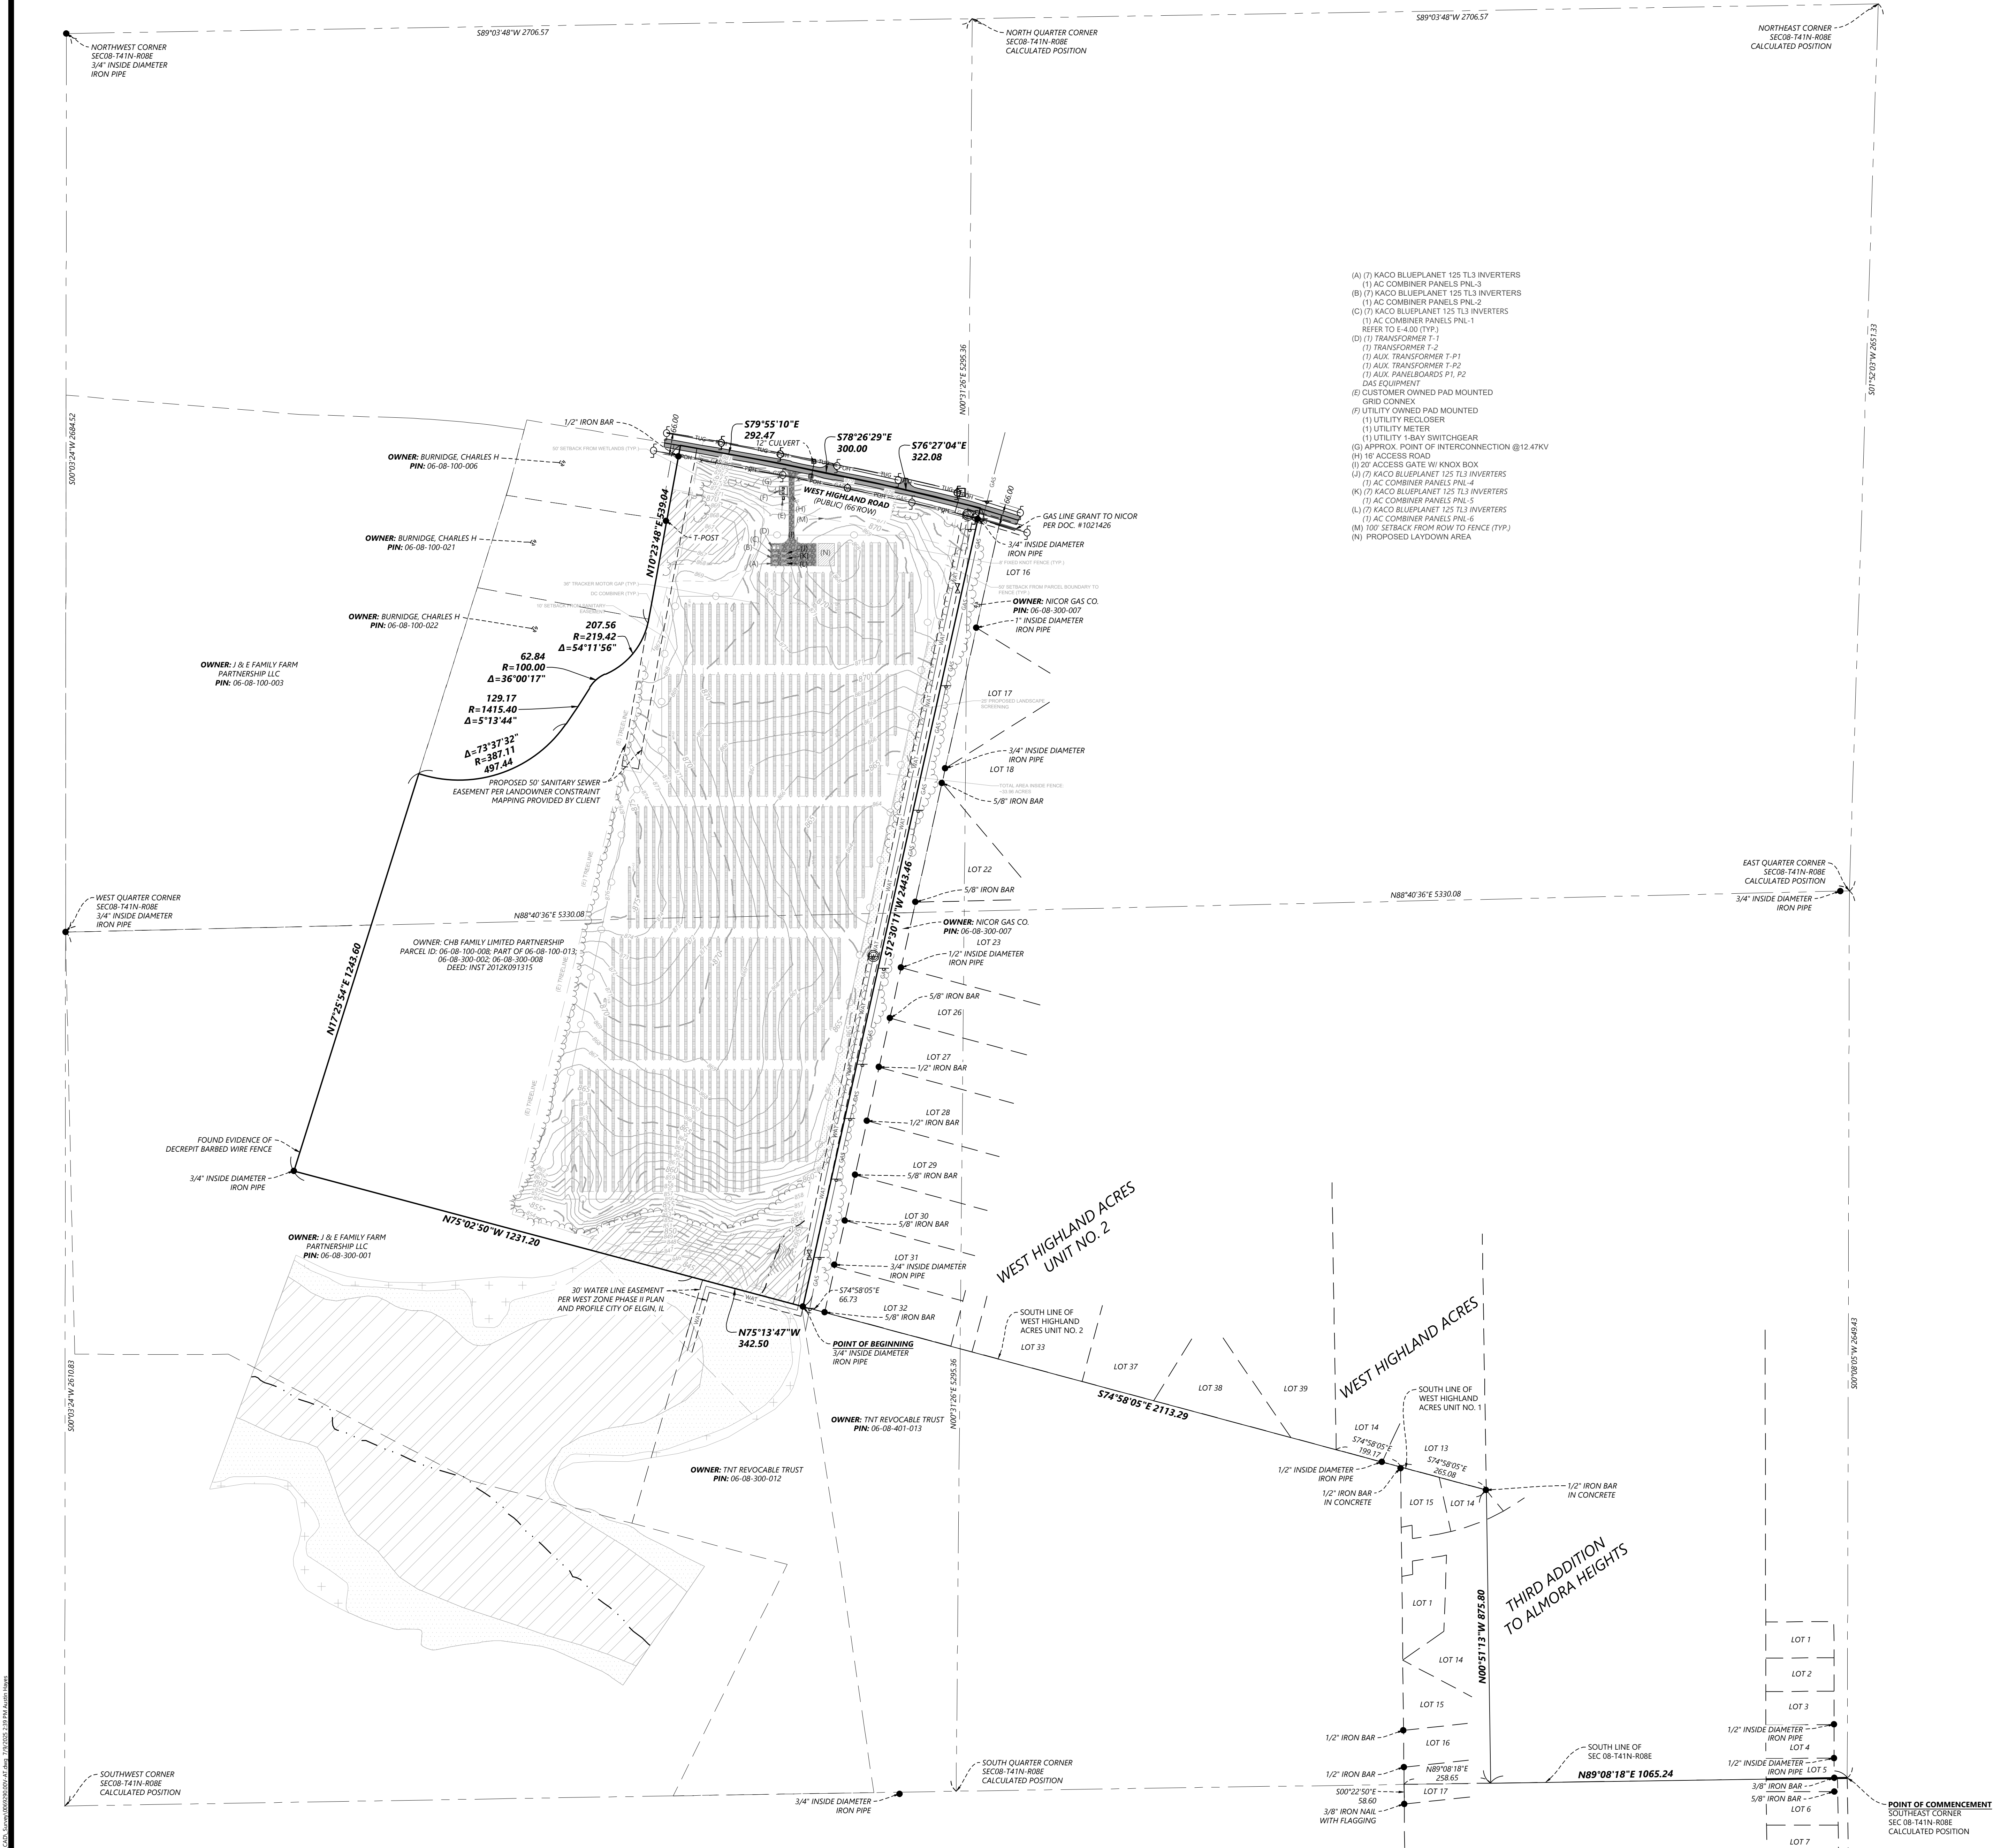 S89°03'48"W 2706.57
S89°03'48"W 2706.57
NORTHWEST CORNER
SEC08-T41N-R08E
3/4" INSIDE DIAMETER
IRON PIPE
NORTH QUARTER CORNER
SEC08-T41N-R08E
CALCULATED POSITION
NORTHEAST CORNER
SEC08-T41N-R08E
CALCULATED POSITION
(A) (7) KACO BLUEPLANET 125 TL3 INVERTERS
(1) AC COMBINER PANELS PNL-3
(B) (7) KACO BLUEPLANET 125 TL3 INVERTERS
(1) AC COMBINER PANELS PNL-2
(C) (7) KACO BLUEPLANET 125 TL3 INVERTERS
(1) AC COMBINER PANELS PNL-1
REFER TO E-4.00 (TYP.)
(D) (1) TRANSFORMER T-1
(1) TRANSFORMER T-2
(1) AUX. TRANSFORMER T-P1
(1) AUX. TRANSFORMER T-P2
(1) AUX. PANELBOARDS P1, P2
DAS EQUIPMENT
(E) CUSTOMER OWNED PAD MOUNTED
GRID CONNEX
(F) UTILITY OWNED PAD MOUNTED
(1) UTILITY RECLOSER
(1) UTILITY METER
(1) UTILITY 1-BAY SWITCHGEAR
(G) APPROX. POINT OF INTERCONNECTION @12.47KV
(H) 16' ACCESS ROAD
(I) 20' ACCESS GATE W/ KNOX BOX
(J) (7) KACO BLUEPLANET 125 TL3 INVERTERS
(1) AC COMBINER PANELS PNL-4
(K) (7) KACO BLUEPLANET 125 TL3 INVERTERS
(1) AC COMBINER PANELS PNL-5
(L) (7) KACO BLUEPLANET 125 TL3 INVERTERS
(1) AC COMBINER PANELS PNL-6
(M) 100' SETBACK FROM ROW TO FENCE (TYP.)
(N) PROPOSED LAYDOWN AREA
N00°31'26"E 5295.36
S01°52'03"W 2651.33
S00°03'24"W 2684.52
1/2" IRON BAR
66.00
S79°55'10"E
292.47
12" CULVERT
S78°26'29"E
300.00
S76°27'04"E
322.08
50' SETBACK FROM WETLANDS (TYP.)
WEST HIGHLAND ROAD
(PUBLIC) (66'ROW)
66.00
GAS LINE GRANT TO NICOR
PER DOC. #1021426
OWNER: BURNIDGE, CHARLES H
PIN: 06-08-100-006
OWNER: BURNIDGE, CHARLES H
PIN: 06-08-100-021
OWNER: BURNIDGE, CHARLES H
PIN: 06-08-100-022
N10°23'48"E 539.04
T-POST
3/4" INSIDE DIAMETER
IRON PIPE
LOT 16
60' SETBACK FROM PARCEL BOUNDARY TO
FENCE (TYP.)
DC COMBINER (TYP.)
OWNER: NICOR GAS CO.
PIN: 06-08-300-007
1" INSIDE DIAMETER
IRON PIPE
207.56
R=219.42
Δ=54°11'56"
62.84
R=100.00
Δ=36°00'17"
129.17
R=1415.40
Δ=5°13'44"
Δ=73°37'32"
R=387.11
497.44
OWNER: J & E FAMILY FARM
PARTNERSHIP LLC
PIN: 06-08-100-003
LOT 17
20' PROPOSED LANDSCAPE
SCREENING
(E) TREELINE
3/4" INSIDE DIAMETER
IRON PIPE
LOT 18
5/8" IRON BAR
PROPOSED 50' SANITARY SEWER
EASEMENT PER LANDOWNER CONSTRAINT
MAPPING PROVIDED BY CLIENT
(E) TREELINE
LOT 22
5/8" IRON BAR
S12°30'11"W 2443.46
N88°40'36"E 5330.08
N88°40'36"E 5330.08
EAST QUARTER CORNER
SEC08-T41N-R08E
CALCULATED POSITION
3/4" INSIDE DIAMETER
IRON PIPE
WEST QUARTER CORNER
SEC08-T41N-R08E
3/4" INSIDE DIAMETER
IRON PIPE
OWNER: CHB FAMILY LIMITED PARTNERSHIP
PARCEL ID: 06-08-100-008; PART OF 06-08-100-013;
06-08-300-002; 06-08-300-008
DEED: INST 2012K091315
OWNER: NICOR GAS CO.
PIN: 06-08-300-007
LOT 23
1/2" INSIDE DIAMETER
IRON PIPE
(E) TREELINE
5/8" IRON BAR
LOT 26
N17°25'54"E 1243.60
LOT 27
1/2" IRON BAR
(E) TREELINE
LOT 28
1/2" IRON BAR
FOUND EVIDENCE OF
DECREPIT BARBED WIRE FENCE
3/4" INSIDE DIAMETER
IRON PIPE
LOT 29
5/8" IRON BAR
LOT 30
5/8" IRON BAR
WEST HIGHLAND ACRES
UNIT NO. 2
N75°02'50"W 1231.20
OWNER: J & E FAMILY FARM
PARTNERSHIP LLC
PIN: 06-08-300-001
LOT 31
3/4" INSIDE DIAMETER
IRON PIPE
30' WATER LINE EASEMENT
PER WEST ZONE PHASE II PLAN
AND PROFILE CITY OF ELGIN, IL
S74°58'05"E
66.73
LOT 32
5/8" IRON BAR
N75°13'47"W
342.50
POINT OF BEGINNING
3/4" INSIDE DIAMETER
IRON PIPE
SOUTH LINE OF
WEST HIGHLAND
ACRES UNIT NO. 2
LOT 33
LOT 37
LOT 38
LOT 39
S74°58'05"E 2113.29
WEST HIGHLAND ACRES
SOUTH LINE OF
WEST HIGHLAND
ACRES UNIT NO. 1
S00°03'24"W 2610.83
N00°31'26"E 5295.36
S00°08'05"W 2649.43
OWNER: TNT REVOCABLE TRUST
PIN: 06-08-401-013
OWNER: TNT REVOCABLE TRUST
PIN: 06-08-300-012
LOT 14
S74°58'05"E
199.17
LOT 13
S74°58'05"E
265.08
1/2" INSIDE DIAMETER
IRON PIPE
1/2" IRON BAR
IN CONCRETE
1/2" IRON BAR
IN CONCRETE
LOT 15
LOT 14
THIRD ADDITION
TO ALMORA HEIGHTS
N00°51'13"W 875.80
LOT 1
LOT 14
LOT 15
LOT 1
LOT 2
LOT 3
1/2" IRON BAR
LOT 16
1/2" INSIDE DIAMETER
IRON PIPE
LOT 4
SOUTH LINE OF
SEC 08-T41N-R08E
1/2" IRON BAR
N89°08'18"E
258.65
N89°08'18"E 1065.24
1/2" INSIDE DIAMETER
IRON PIPE
LOT 5
3/8" IRON BAR
5/8" IRON BAR
S00°22'50"E
58.60
LOT 17
3/8" IRON NAIL
WITH FLAGGING
LOT 6
LOT 7
POINT OF COMMENCEMENT
SOUTHEAST CORNER
SEC 08-T41N-R08E
CALCULATED POSITION
SOUTHWEST CORNER
SEC08-T41N-R08E
CALCULATED POSITION
SOUTH QUARTER CORNER
SEC08-T41N-R08E
CALCULATED POSITION
3/4" INSIDE DIAMETER
IRON PIPE